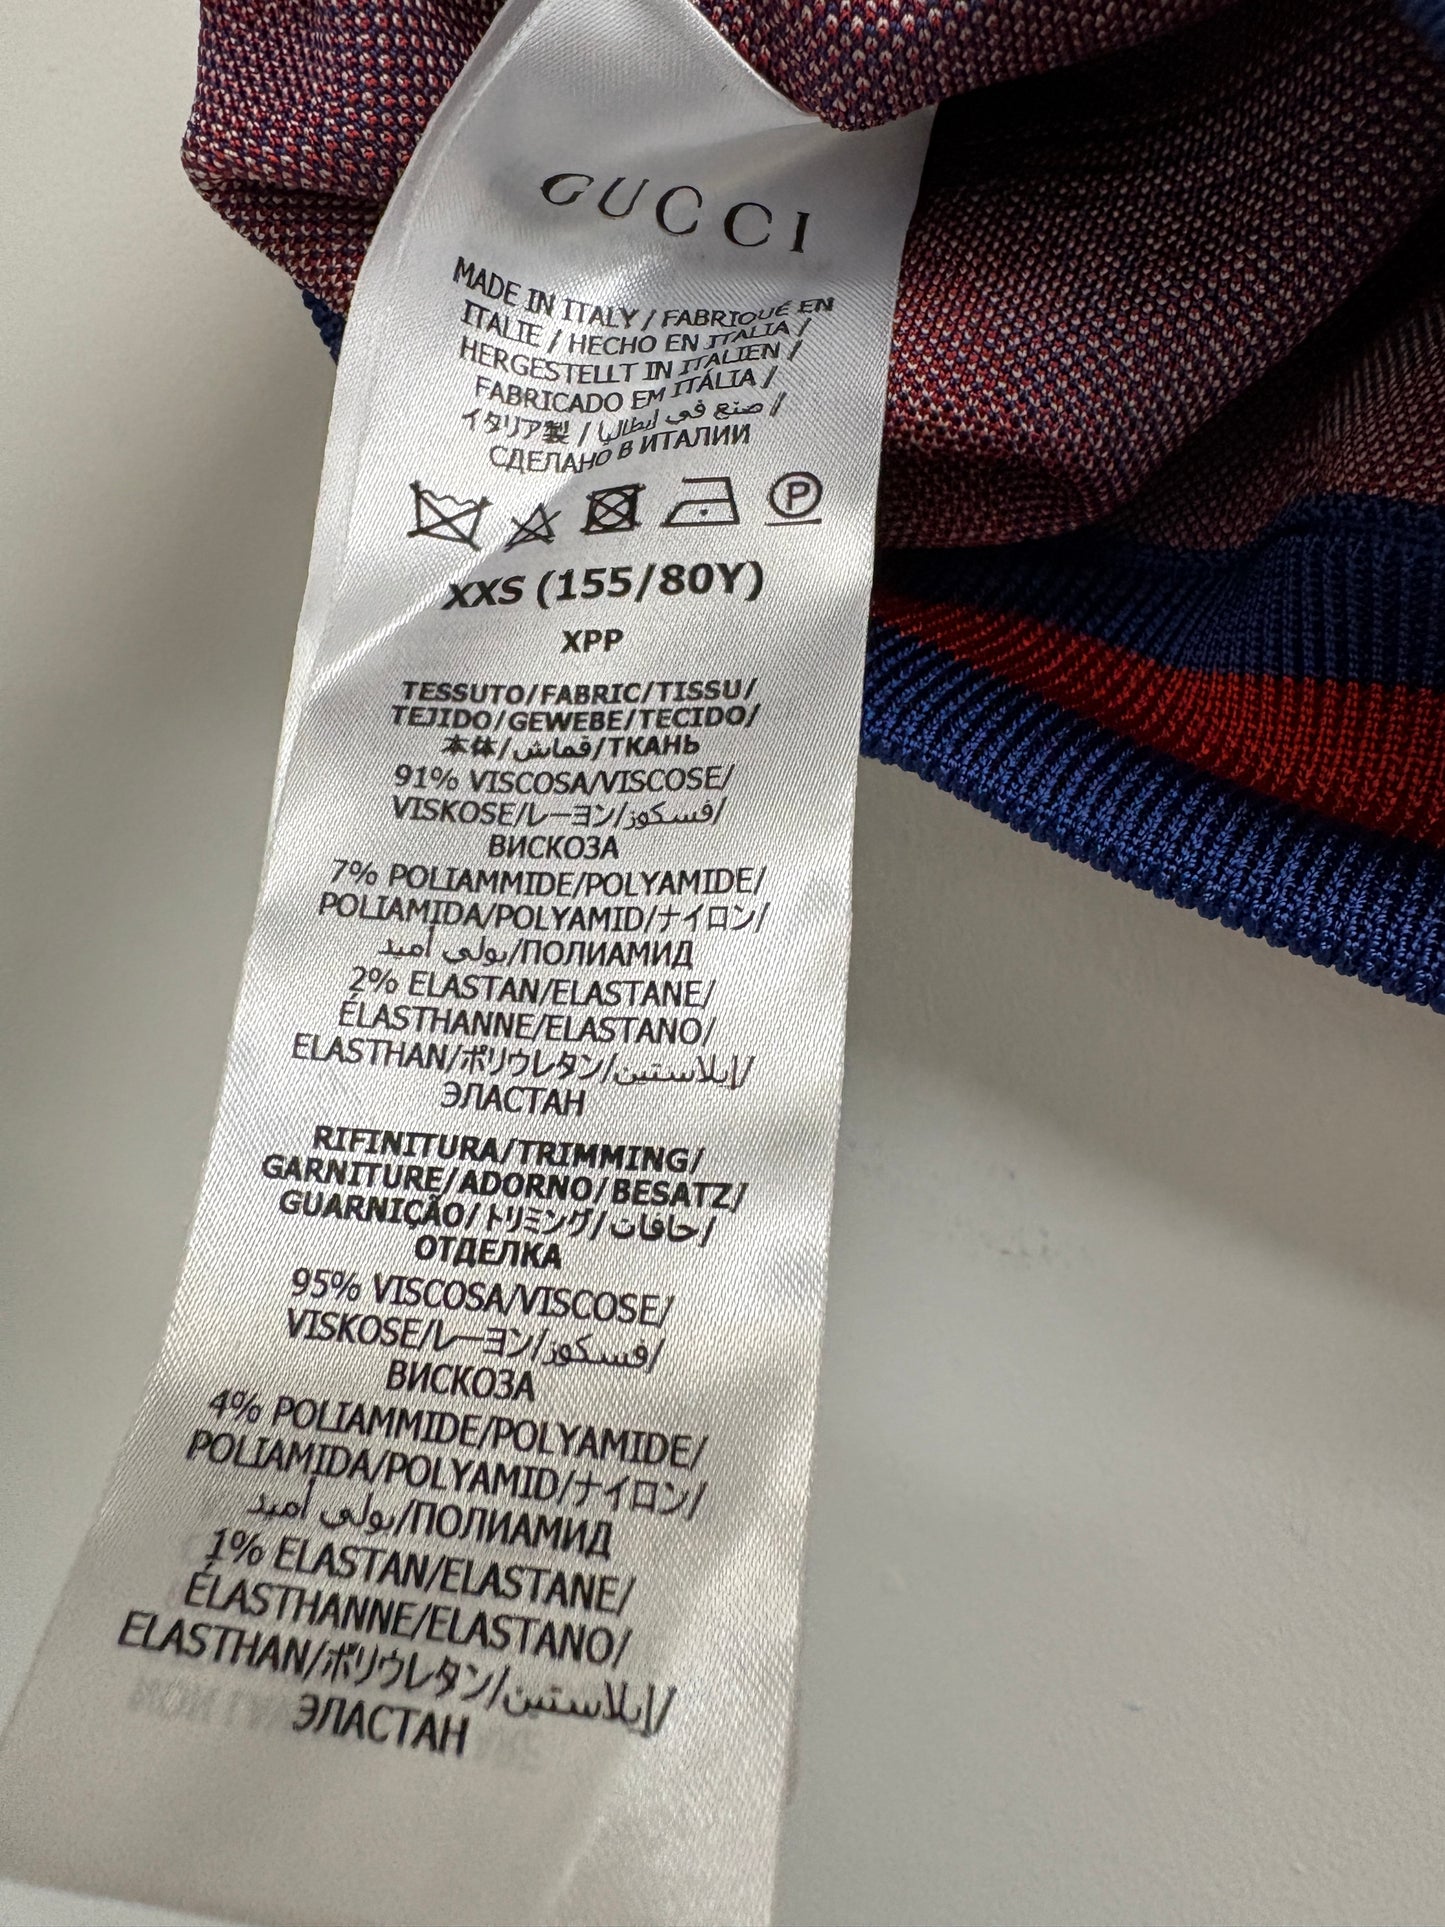 GUCCI
MADE IN ITALY / FABRIQUÉ EN
ITALIE / HECHO EN ITALIA /
HERGESTELLT IN ITALIEN /
FABRICADO EM ITÁLIA /
イタリア製 / صنع في إيطاليا /
СДЕЛАНО В ИТАЛИИ
P
XXS (155/80Y)
XPP
TESSUTO/FABRIC/TISSU/
TEJIDO/GEWEBE/TECIDO/
本体/قماش/ТКАНЬ
91% VISCOSA/VISCOSE/
VISKOSE/レーヨン/فسكوز/
ВИСКОЗА
7% POLIAMMIDE/POLYAMIDE/
POLIAMIDA/POLYAMID/ナイロン/
بولي أميد/ПОЛИАМИД
2% ELASTAN/ELASTANE/
ÉLASTHANNE/ELASTANO/
ELASTHAN/ポリウレタン/إيلاستين/
ЭЛАСТАН
RIFINITURA/TRIMMING/
GARNITURE/ADORNO/BESATZ/
GUARNIÇÃO/トリミング/حافات/
ОТДЕЛКА
95% VISCOSA/VISCOSE/
VISKOSE/レーヨン/فسكوز/
ВИСКОЗА
4% POLIAMMIDE/POLYAMIDE/
POLIAMIDA/POLYAMID/ナイロン/
بولي أميد/ПОЛИАМИД
1% ELASTAN/ELASTANE/
ÉLASTHANNE/ELASTANO/
ELASTHAN/ポリウレタン/إيلاستين/
ЭЛАСТАН